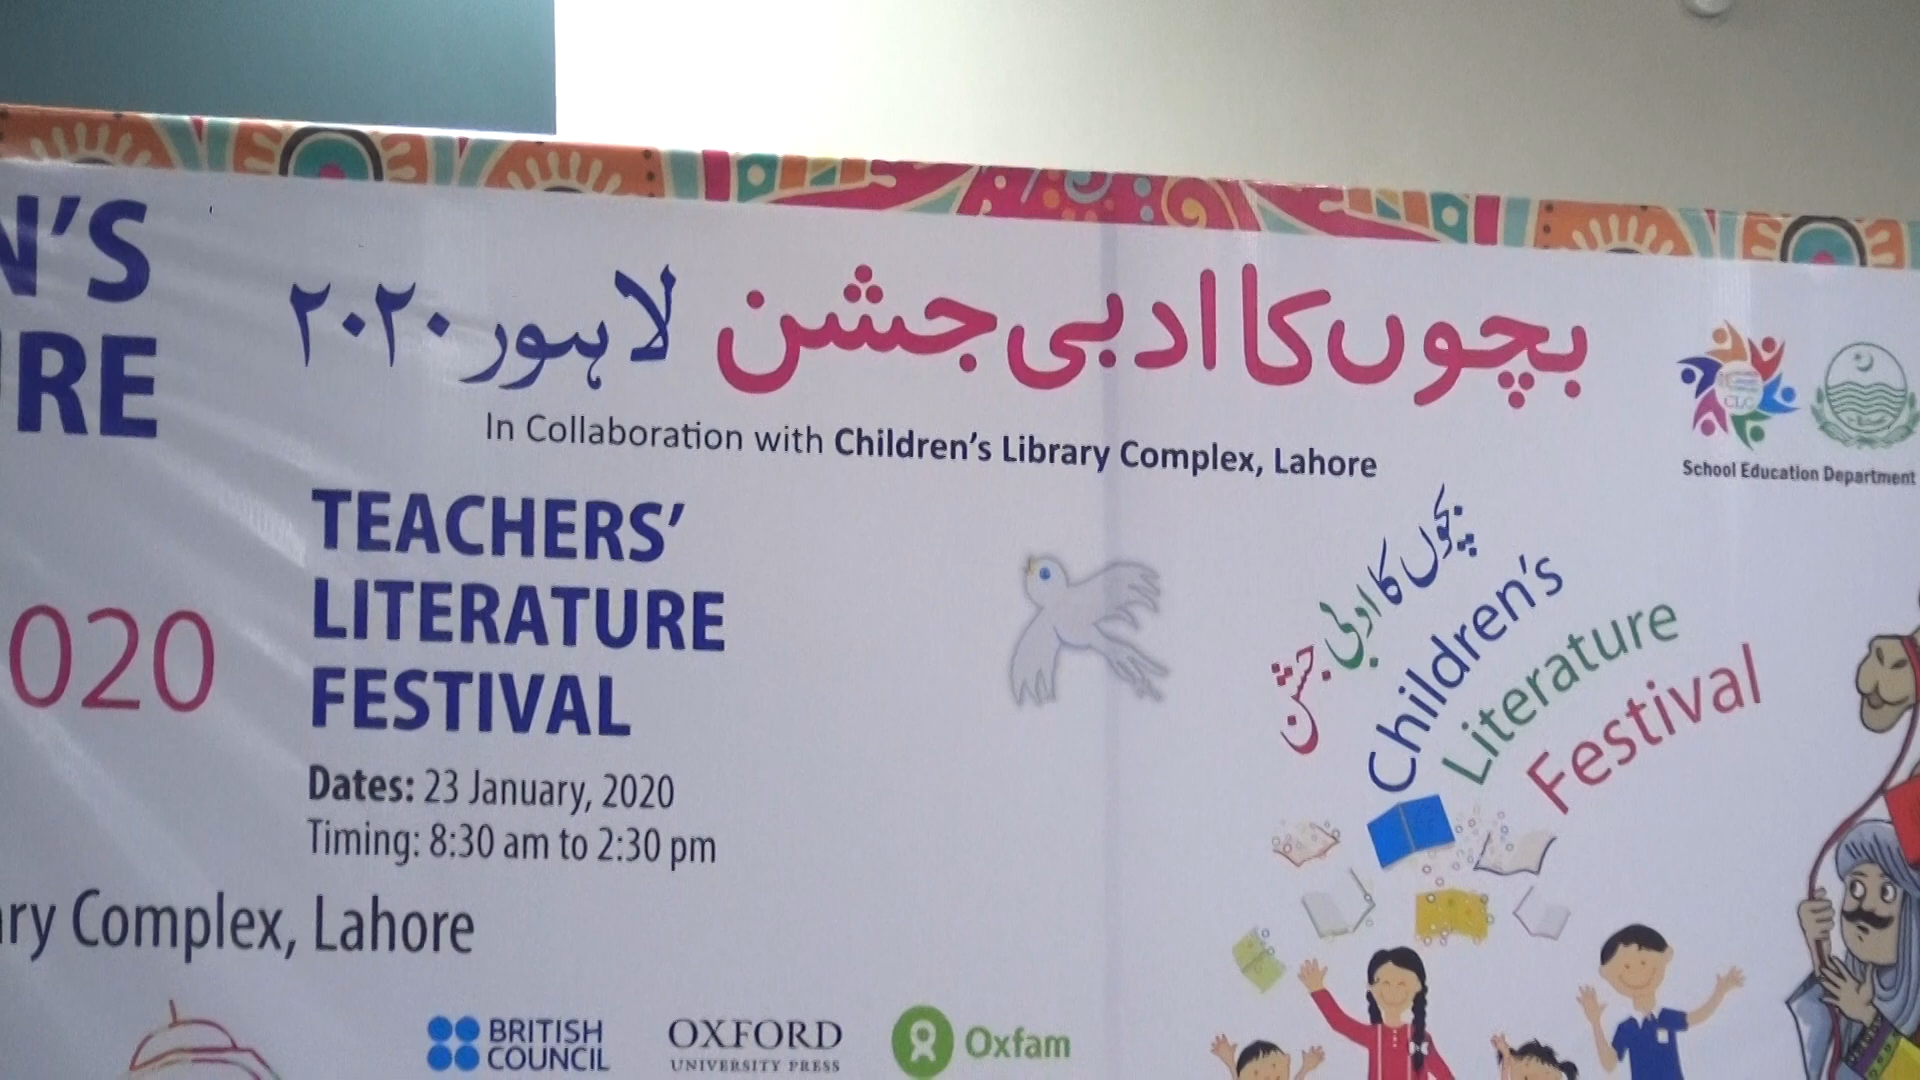 N'S
RE
020
بچوں کا ادبی جشن لاہور ۲۰۲۰
In Collaboration with Children's Library Complex, Lahore
TEACHERS'
LITERATURE
FESTIVAL
Dates: 23 January, 2020
Timing: 8:30 am to 2:30 pm
ry Complex, Lahore
BRITISH
COUNCIL
OXFORD
UNIVERSITY PRESS
Oxfam
CLC
School Education Department
بچوں کا ادبی جشن
Children's
Literature
Festival